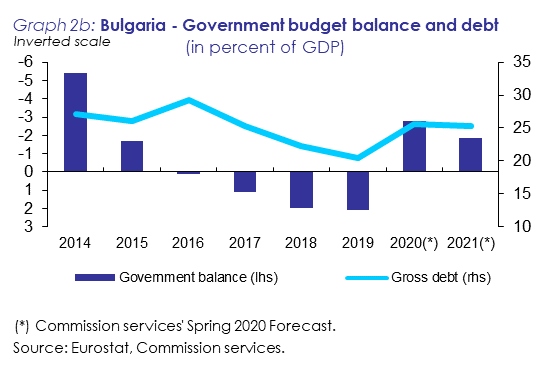 Graph 2b: Bulgaria - Government budget balance and debt
Inverted scale
(in percent of GDP)
-6
-5
-4
-3
-2
-1
0
1
2
3
35
30
25
20
15
10
2014 2015 2016 2017 2018 2019 2020(*) 2021(*)
Government balance (lhs) Gross debt (rhs)
(*) Commission services' Spring 2020 Forecast.
Source: Eurostat, Commission services.